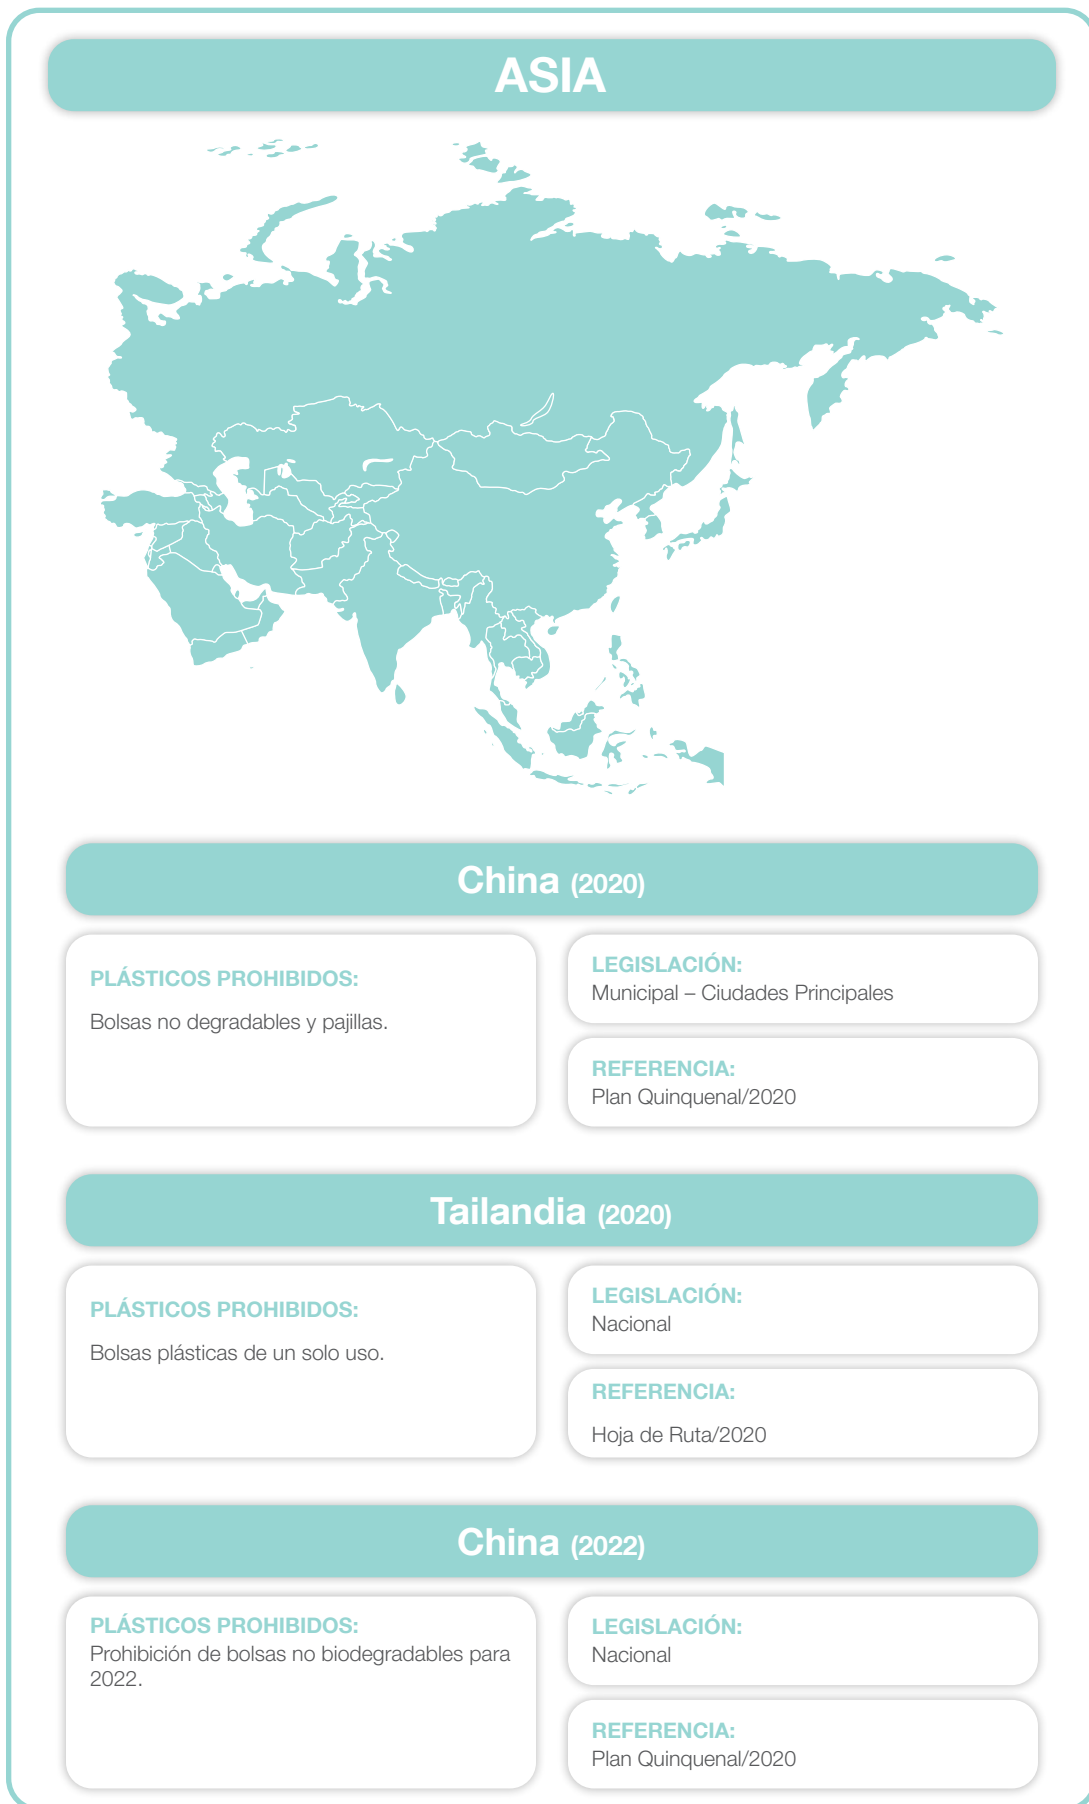 ASIA
China (2020)
PLÁSTICOS PROHIBIDOS:
Bolsas no degradables y pajillas.
LEGISLACIÓN:
Municipal – Ciudades Principales
REFERENCIA:
Plan Quinquenal/2020
Tailandia (2020)
PLÁSTICOS PROHIBIDOS:
Bolsas plásticas de un solo uso.
LEGISLACIÓN:
Nacional
REFERENCIA:
Hoja de Ruta/2020
China (2022)
PLÁSTICOS PROHIBIDOS:
Prohibición de bolsas no biodegradables para
2022.
LEGISLACIÓN:
Nacional
REFERENCIA:
Plan Quinquenal/2020